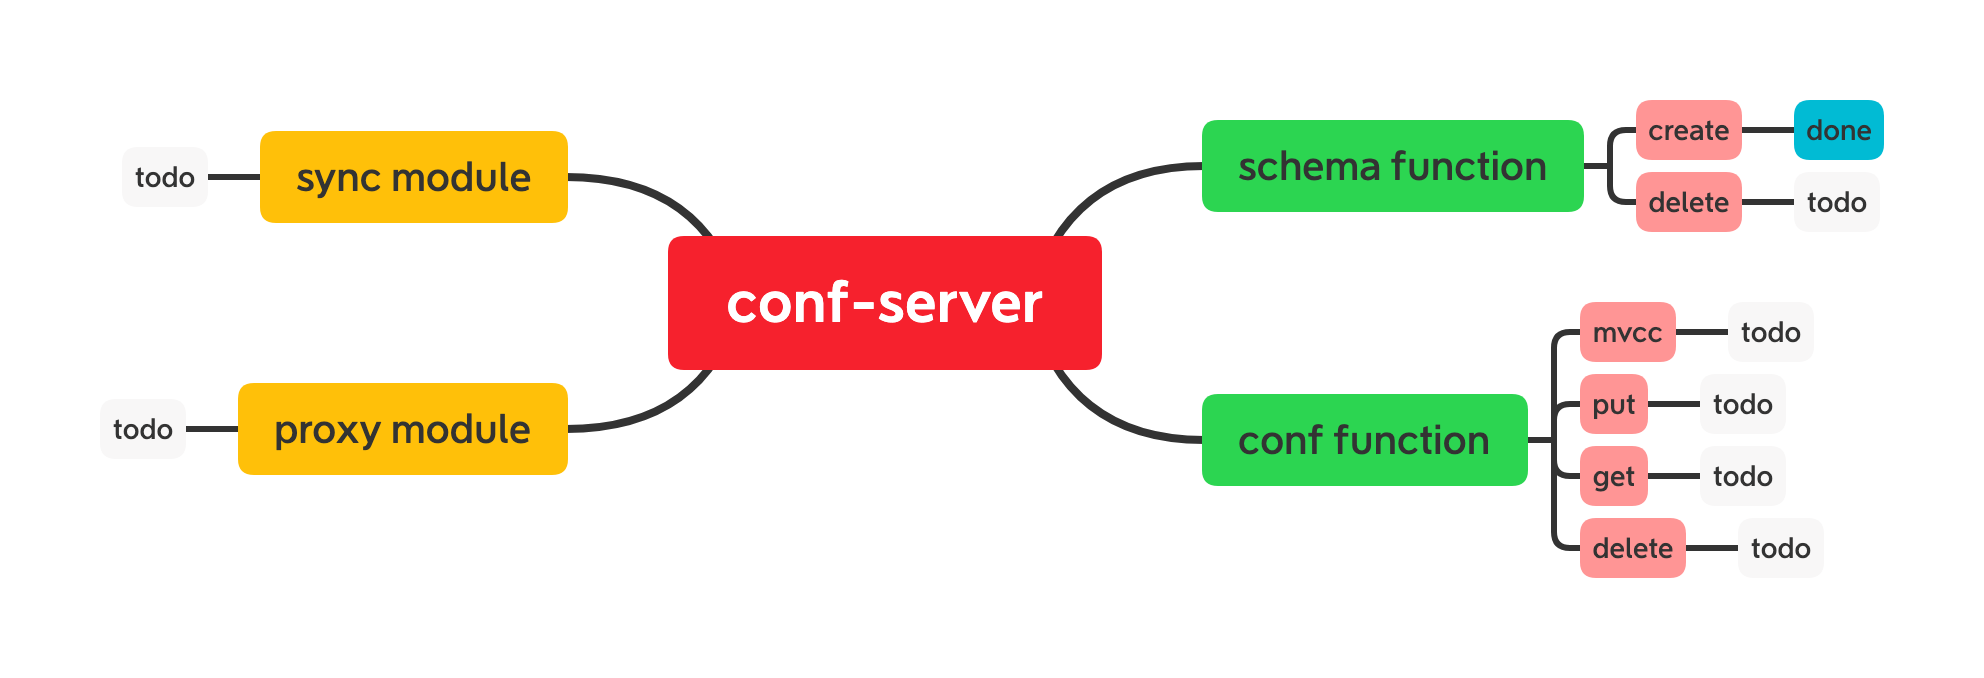 conf-server
schema function
create
done
delete
todo
conf function
mvcc
todo
put
todo
get
todo
delete
todo
sync module
todo
proxy module
todo